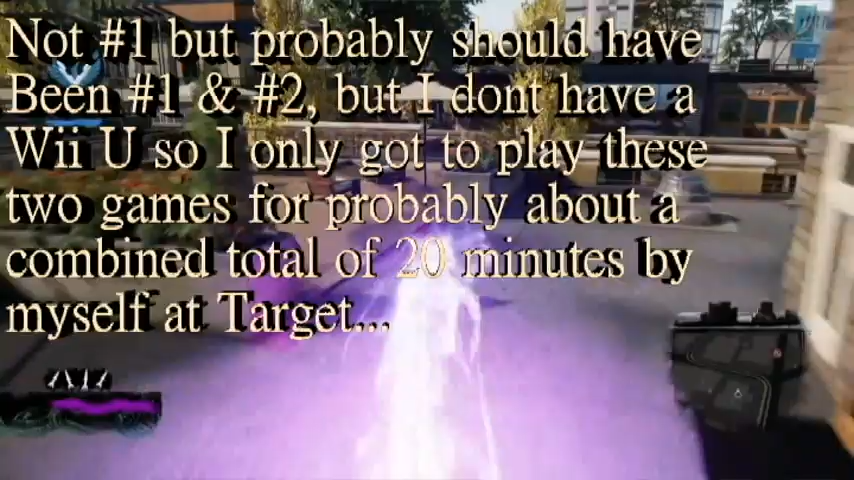 Not #1 but probably should have
Been #1 & #2, but I dont have a
Wii U so I only got to play these
two games for probably about a
combined total of 20 minutes by
myself at Target...